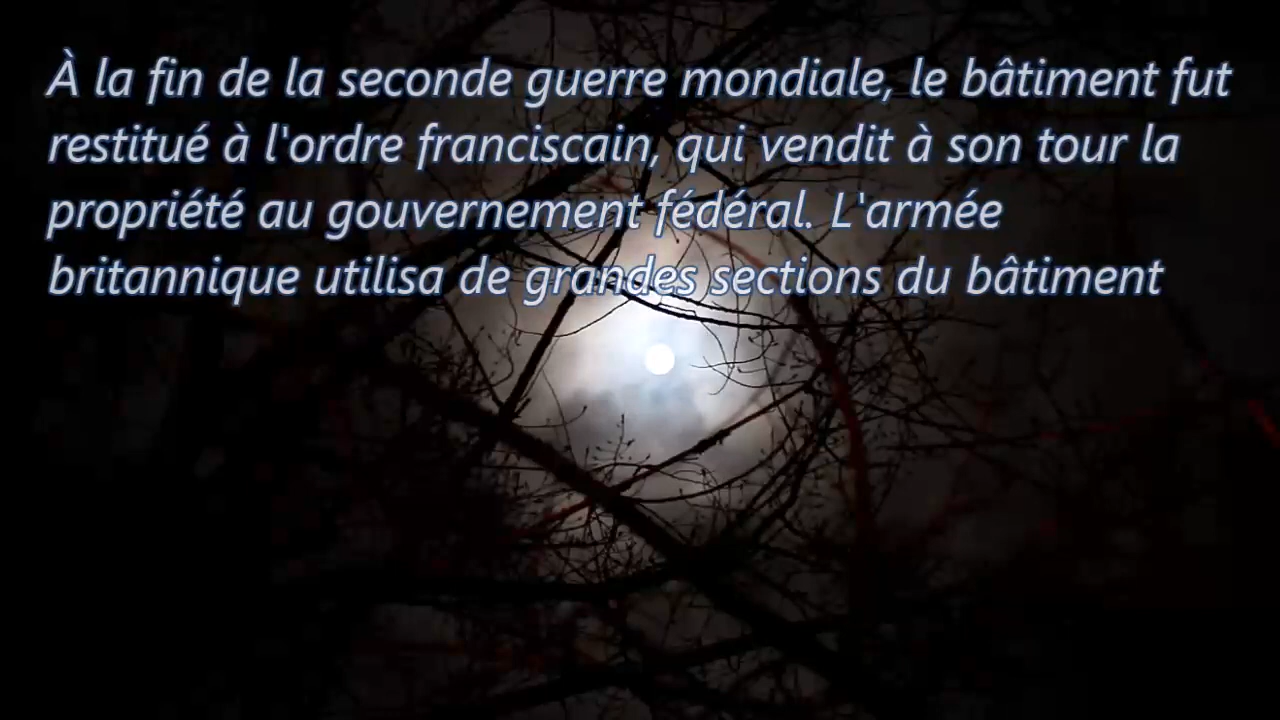 À la fin de la seconde guerre mondiale, le bâtiment fut
restitué à l'ordre franciscain, qui vendit à son tour la
propriété au gouvernement fédéral. L'armée
britannique utilisa de grandes sections du bâtiment